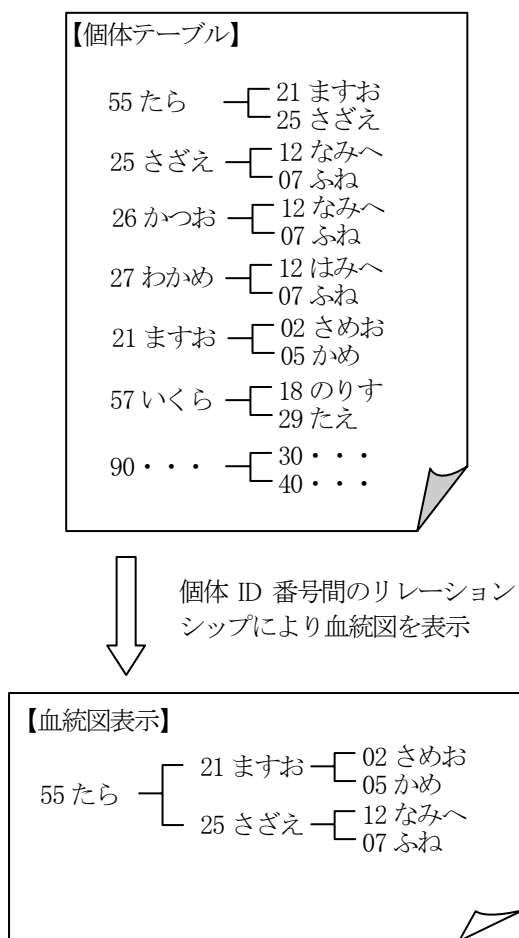 【個体テーブル】
55 たら
21 ますお
25 さざえ
25 さざえ
12 なみへ
07 ふね
26 かつお
12 なみへ
07 ふね
27 わかめ
12 はみへ
07 ふね
21 ますお
02 さめお
05 かめ
57 いくら
18 のりす
29 たえ
90・・・
30・・・
40・・・
個体 ID 番号間のリレーション
シップにより血統図を表示
【血統図表示】
55 たら
21 ますお
02 さめお
05 かめ
25 さざえ
12 なみへ
07 ふね